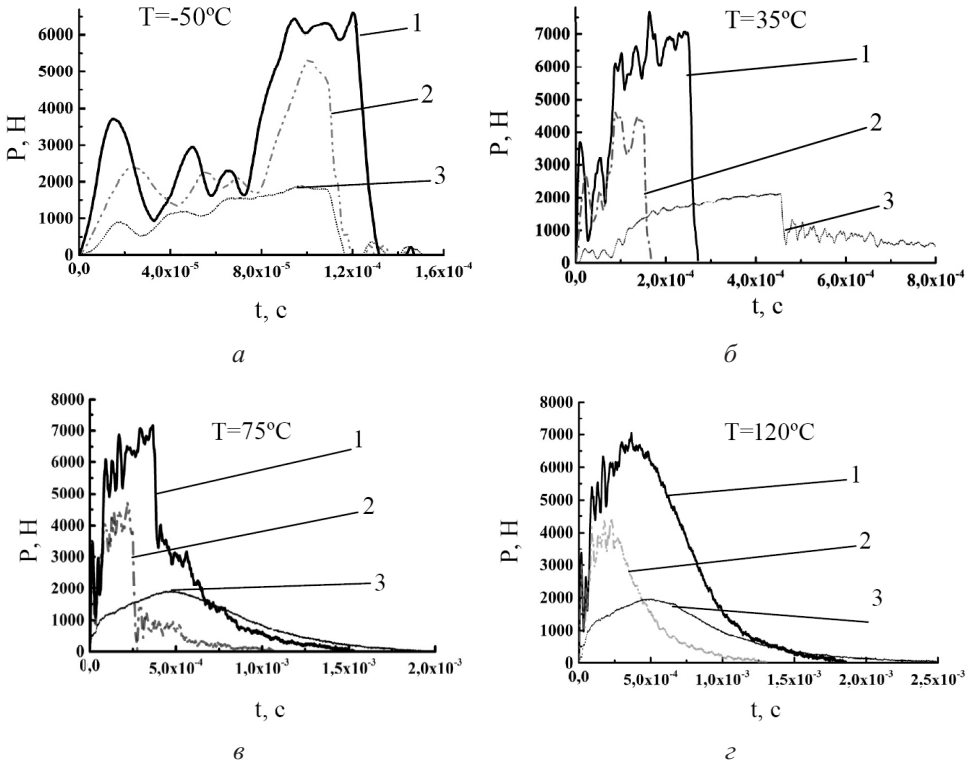 T=-50ºC
P, Н
6000
5000
4000
3000
2000
1000
0
1
2
3
0,0
4,0x10⁻⁵
8,0x10⁻⁵
1,2x10⁻⁴
1,6x10⁻⁴
t, с
а
T=35ºC
P, Н
7000
6000
5000
4000
3000
2000
1000
0
1
2
3
0,0
2,0x10⁻⁴
4,0x10⁻⁴
6,0x10⁻⁴
8,0x10⁻⁴
t, с
б
T=75ºC
P, Н
8000
7000
6000
5000
4000
3000
2000
1000
0
1
2
3
0,0
5,0x10⁻⁴
1,0x10⁻³
1,5x10⁻³
2,0x10⁻³
t, с
в
T=120ºC
P, Н
8000
7000
6000
5000
4000
3000
2000
1000
0
1
2
3
0,0
5,0x10⁻⁴
1,0x10⁻³
1,5x10⁻³
2,0x10⁻³
2,5x10⁻³
t, с
г